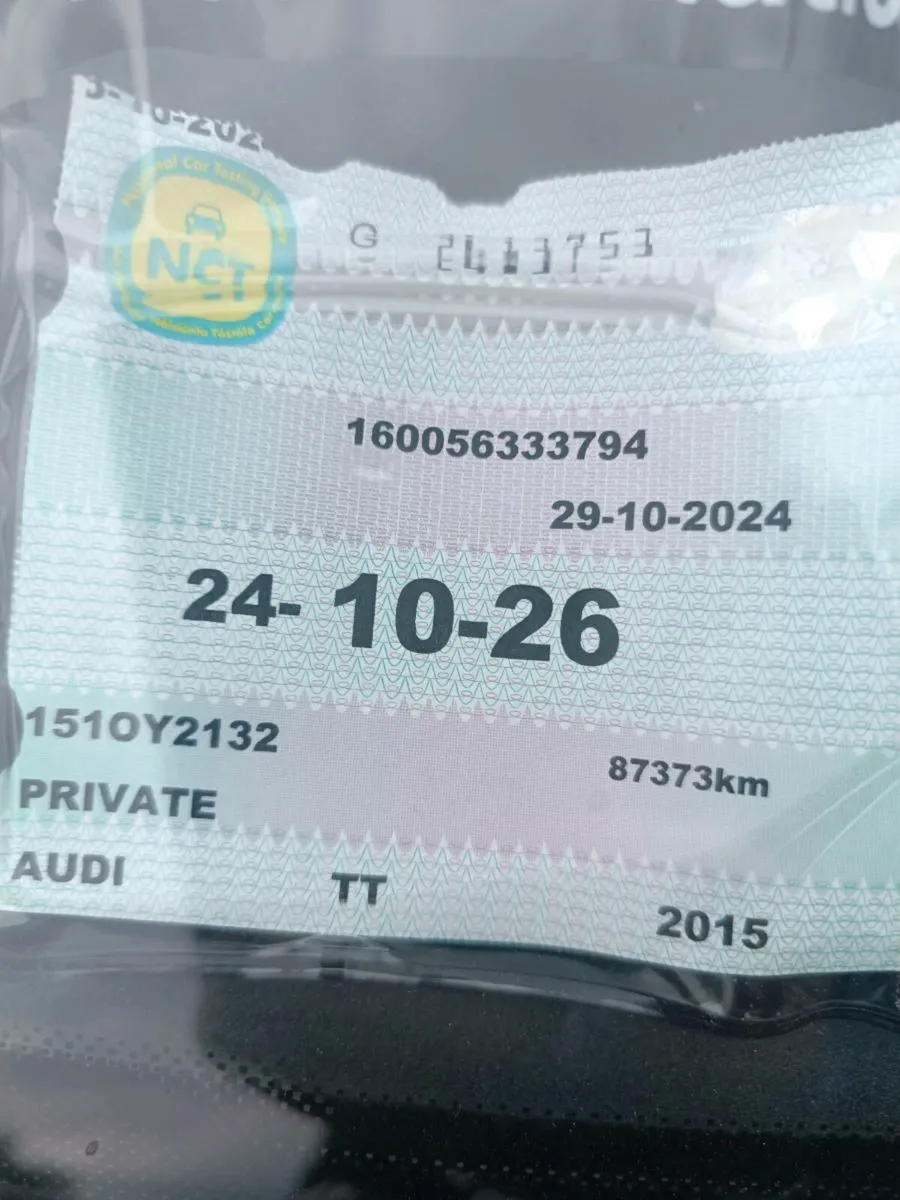 NCT
G 2413753
160056333794
29-10-2024
24- 10-26
151OY2132
87373km
PRIVATE
AUDI TT 2015